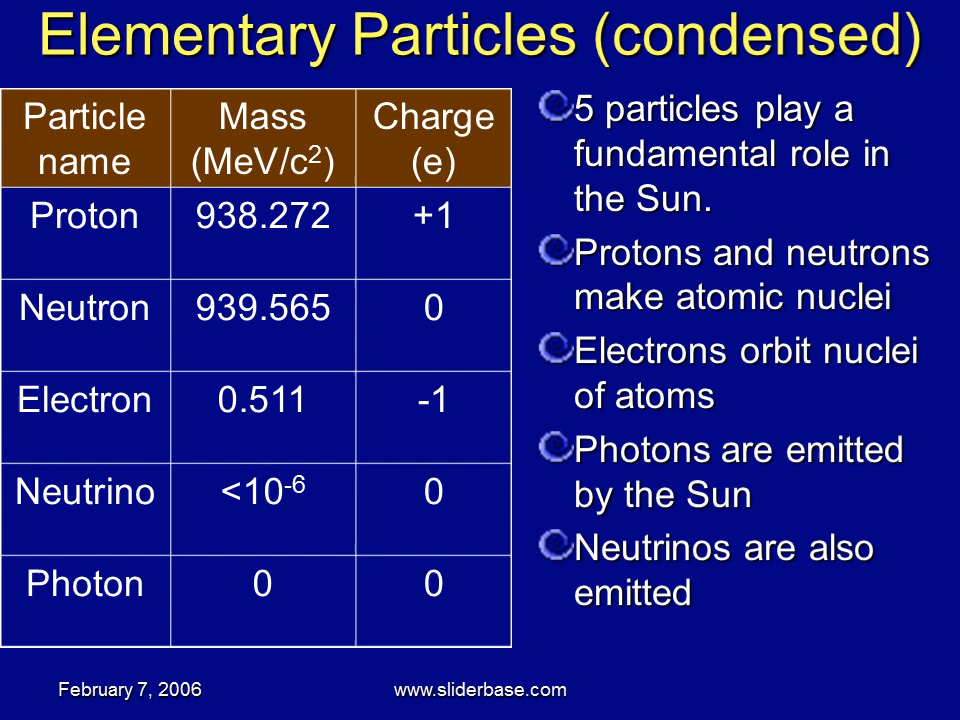 Elementary Particles (condensed)
Particle name Mass (MeV/c²) Charge (e)
Proton 938.272 +1
Neutron 939.565 0
Electron 0.511 -1
Neutrino <10⁻⁶ 0
Photon 0 0
5 particles play a
fundamental role in
the Sun.
Protons and neutrons
make atomic nuclei
Electrons orbit nuclei
of atoms
Photons are emitted
by the Sun
Neutrinos are also
emitted
February 7, 2006 www.sliderbase.com